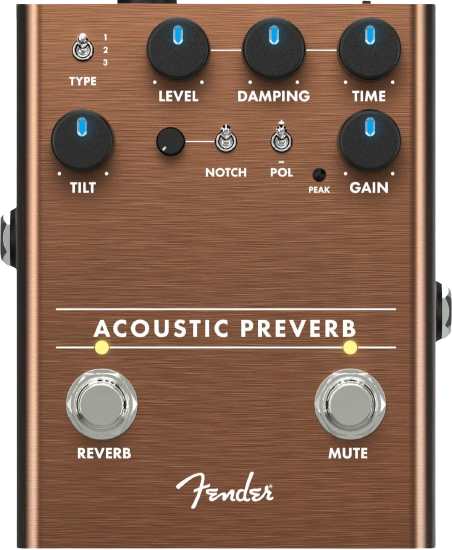 1
2
3
TYPE
LEVEL DAMPING TIME
TILT
NOTCH
+
–
POL
PEAK
GAIN
ACOUSTIC PREVERB
REVERB MUTE
Fender